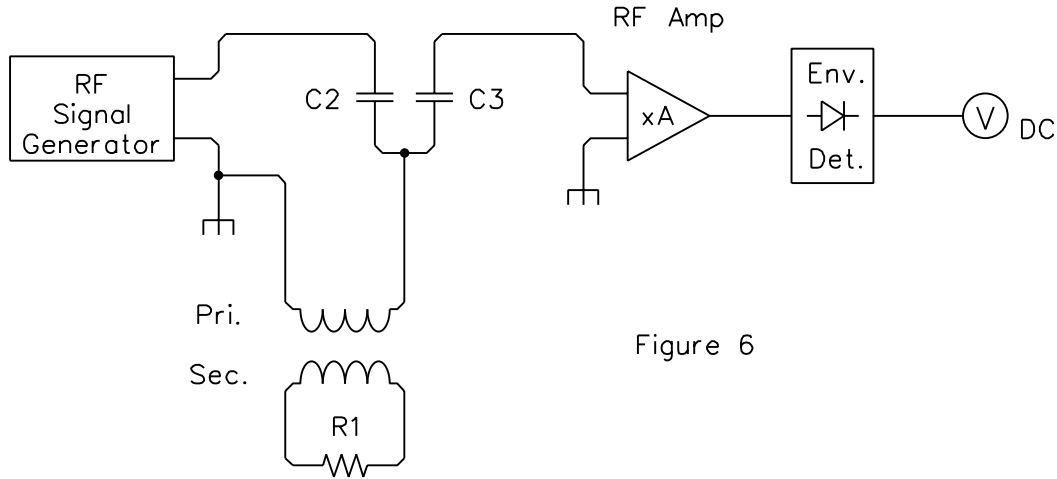 RF Amp
RF
Signal
Generator
C2
C3
xA
Env.
Det.
V
DC
Pri.
Sec.
R1
Figure 6